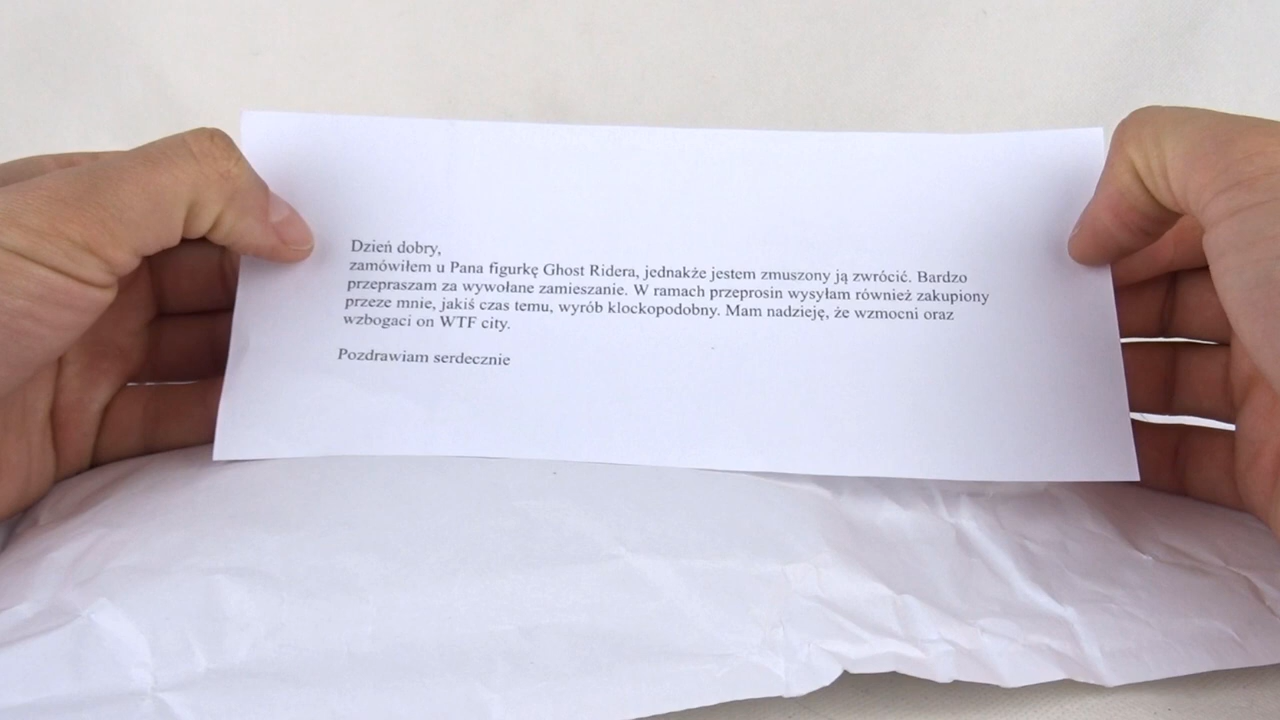 Dzień dobry,
zamówiłem u Pana figurkę Ghost Ridera, jednakże jestem zmuszony ją zwrócić. Bardzo
przepraszam za wywołane zamieszanie. W ramach przeprosin wysyłam również zakupiony
przeze mnie, jakiś czas temu, wyrób klockopodobny. Mam nadzieję, że wzmocni oraz
wzbogaci on WTF city.
Pozdrawiam serdecznie